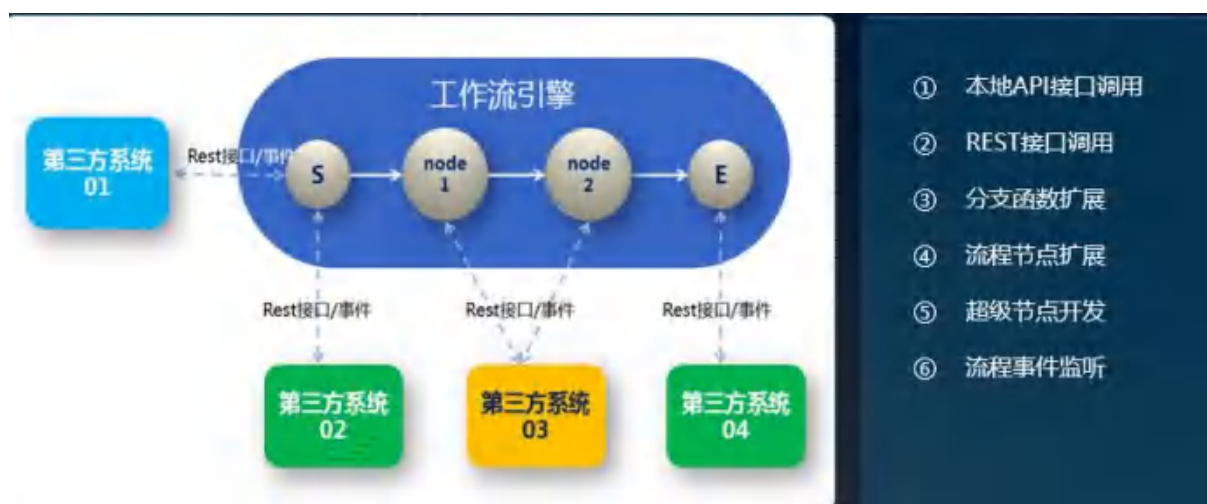 工作流引擎
第三方系统
01
Rest接口/事件
S
node
1
node
2
E
Rest接口/事件
Rest接口/事件
Rest接口/事件
第三方系统
02
第三方系统
03
第三方系统
04
① 本地API接口调用
② REST接口调用
③ 分支函数扩展
④ 流程节点扩展
⑤ 超级节点开发
⑥ 流程事件监听